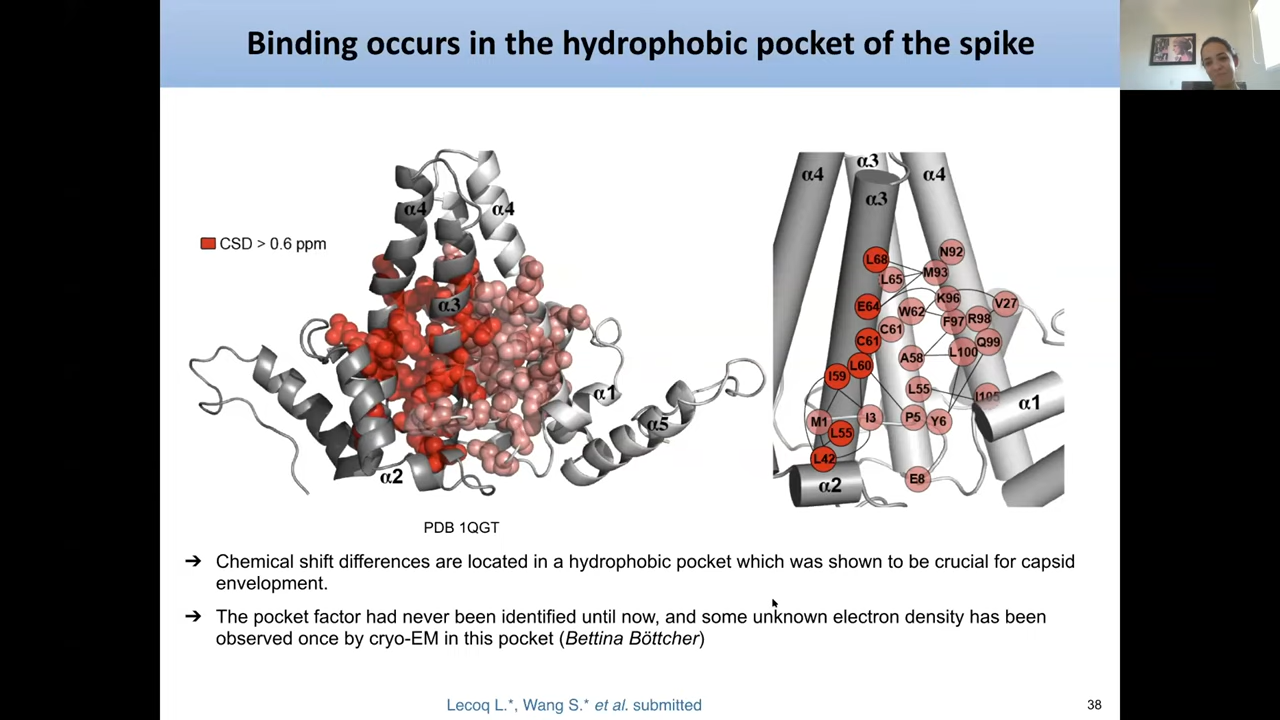 Binding occurs in the hydrophobic pocket of the spike
CSD > 0.6 ppm
α4
α4
α3
α1
α5
α2
PDB 1QGT
α4
α3
α4
α3
L68
N92
L65
M93
E64
W62
K96
V27
F97
R98
C61
C61
Q99
L60
A58
L100
I59
L55
I105
α1
M1
I3
P5
Y6
L55
L42
α2
E8
➔ Chemical shift differences are located in a hydrophobic pocket which was shown to be crucial for capsid
envelopment.
➔ The pocket factor had never been identified until now, and some unknown electron density has been
observed once by cryo-EM in this pocket (Bettina Böttcher)
Lecoq L.*, Wang S.* et al. submitted
38